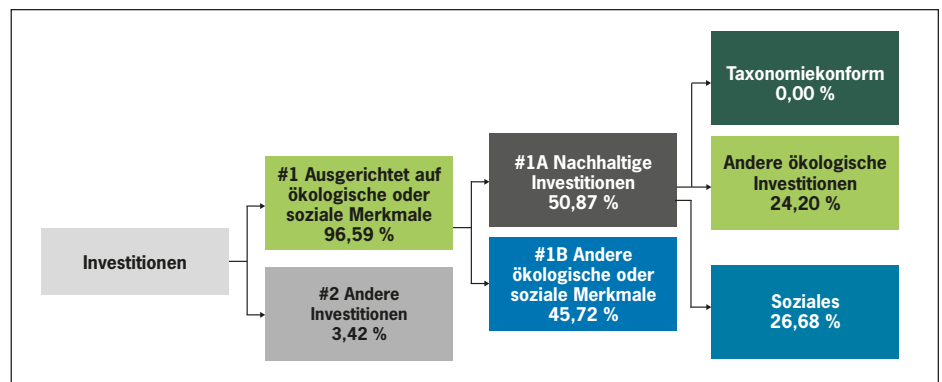 Investitionen
#1 Ausgerichtet auf
ökologische oder
soziale Merkmale
96,59 %
#2 Andere
Investitionen
3,42 %
#1A Nachhaltige
Investitionen
50,87 %
#1B Andere
ökologische oder
soziale Merkmale
45,72 %
Taxonomiekonform
0,00 %
Andere ökologische
Investitionen
24,20 %
Soziales
26,68 %